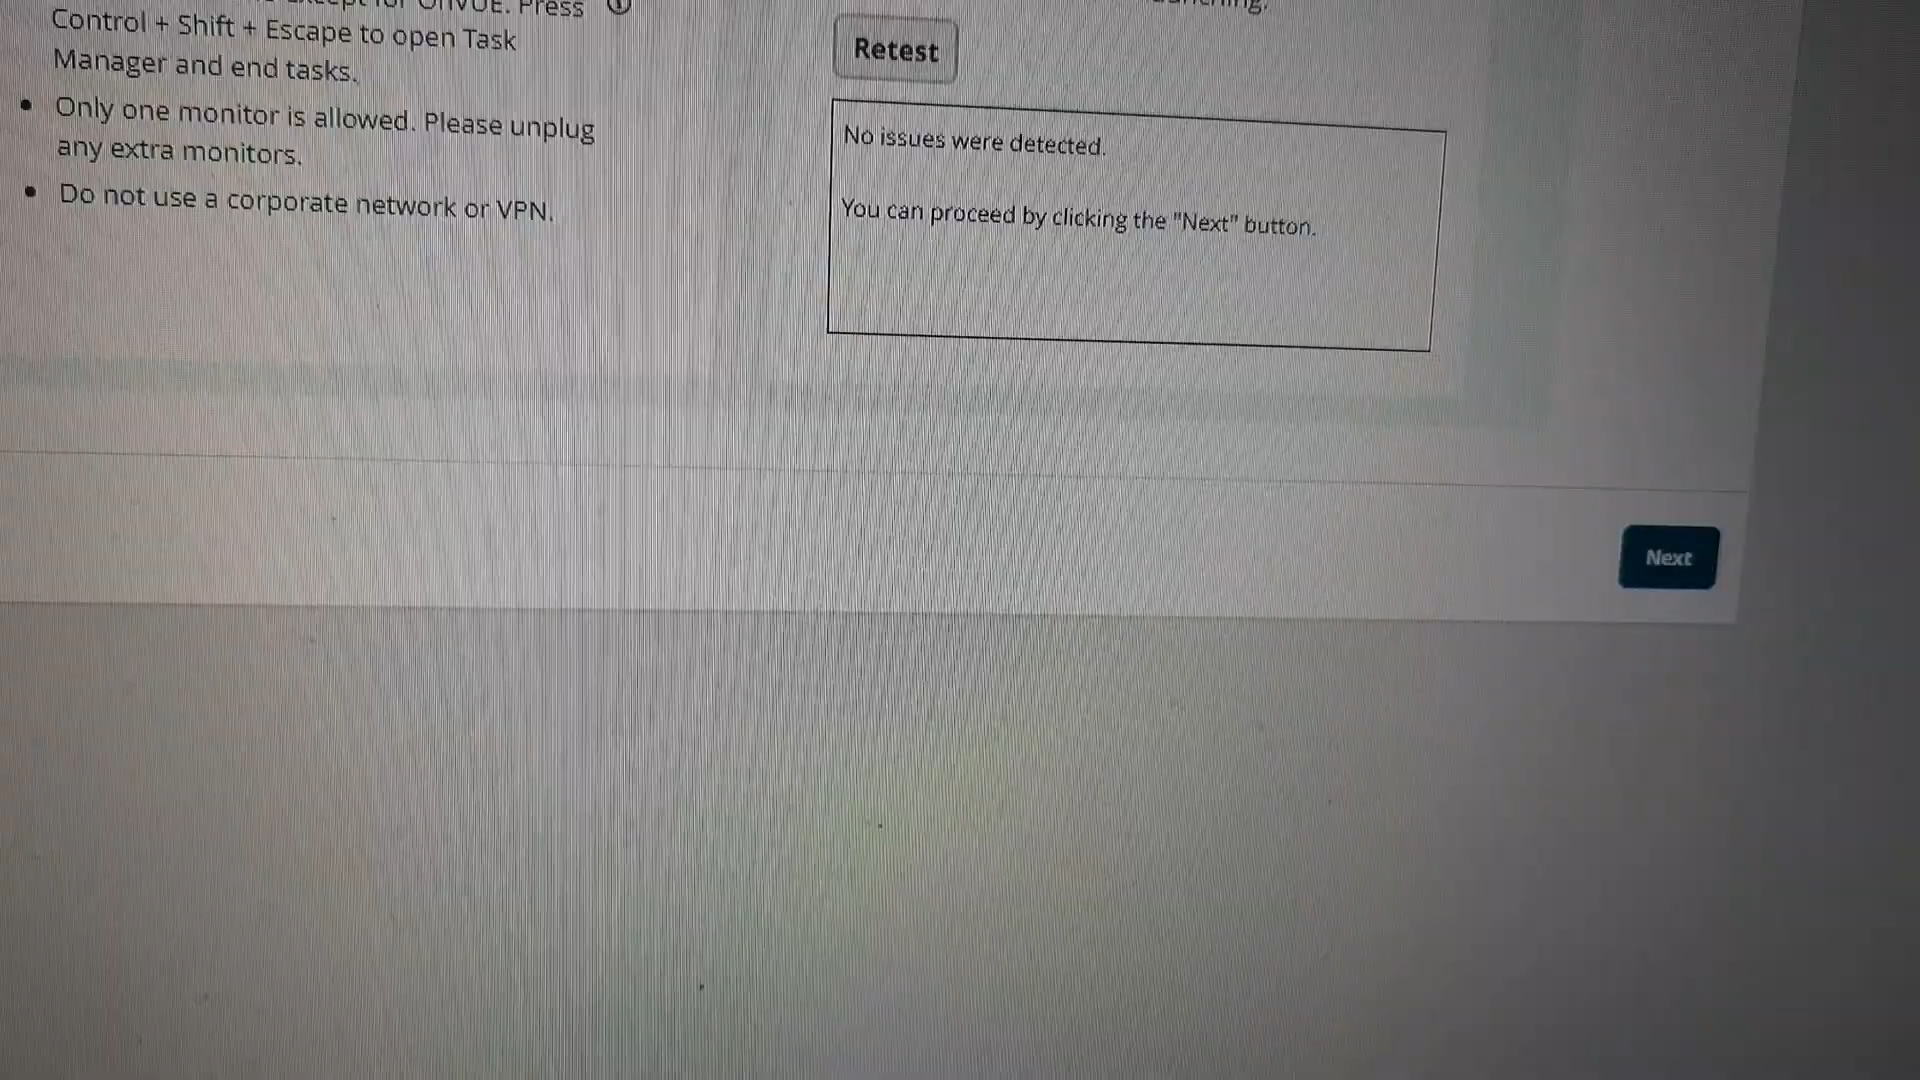 Press
Control + Shift + Escape to open Task
Manager and end tasks.
• Only one monitor is allowed. Please unplug
any extra monitors.
• Do not use a corporate network or VPN.
Retest
No issues were detected.
You can proceed by clicking the "Next" button.
Next